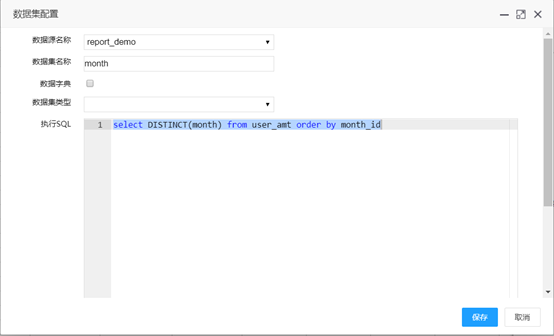 数据集配置
数据源名称 report_demo
数据集名称 month
数据字典
数据集类型
执行SQL 1 select DISTINCT(month) from user_amt order by month_id
保存 取消